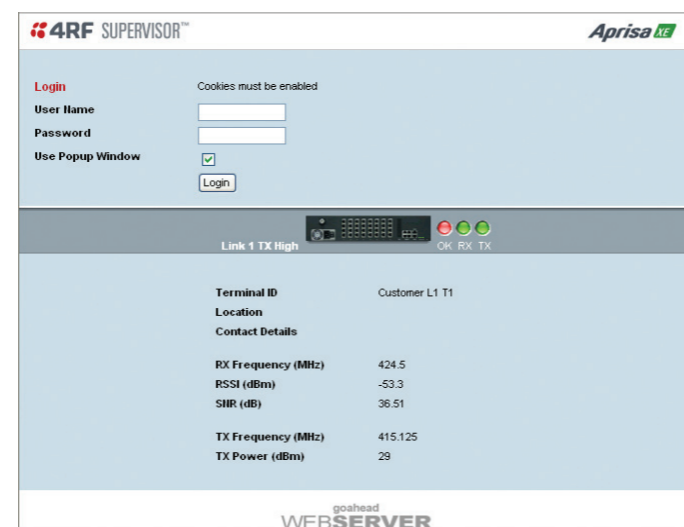 4RF SUPERVISOR™
Aprisa XE
Login Cookies must be enabled
User Name
Password
Use Popup Window
Login
Link 1 TX High
OK RX TX
Terminal ID Customer L1 T1
Location
Contact Details
RX Frequency (MHz) 424.5
RSSI (dBm) -53.3
SNR (dB) 36.51
TX Frequency (MHz) 415.125
TX Power (dBm) 29
goahead
WEBSERVER